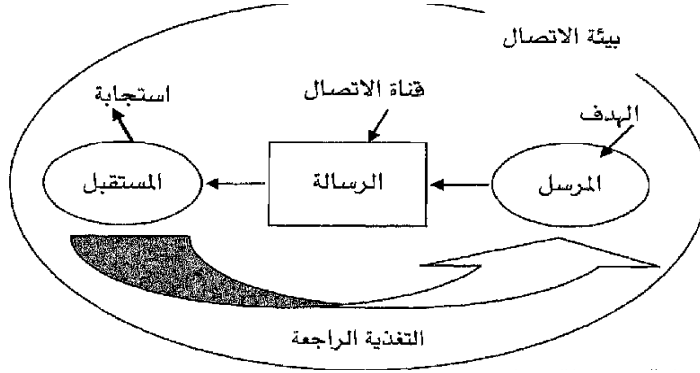 بيئة الاتصال
الهدف
قناة الاتصال
استجابة
المرسل
الرسالة
المستقبل
التغذية الراجعة